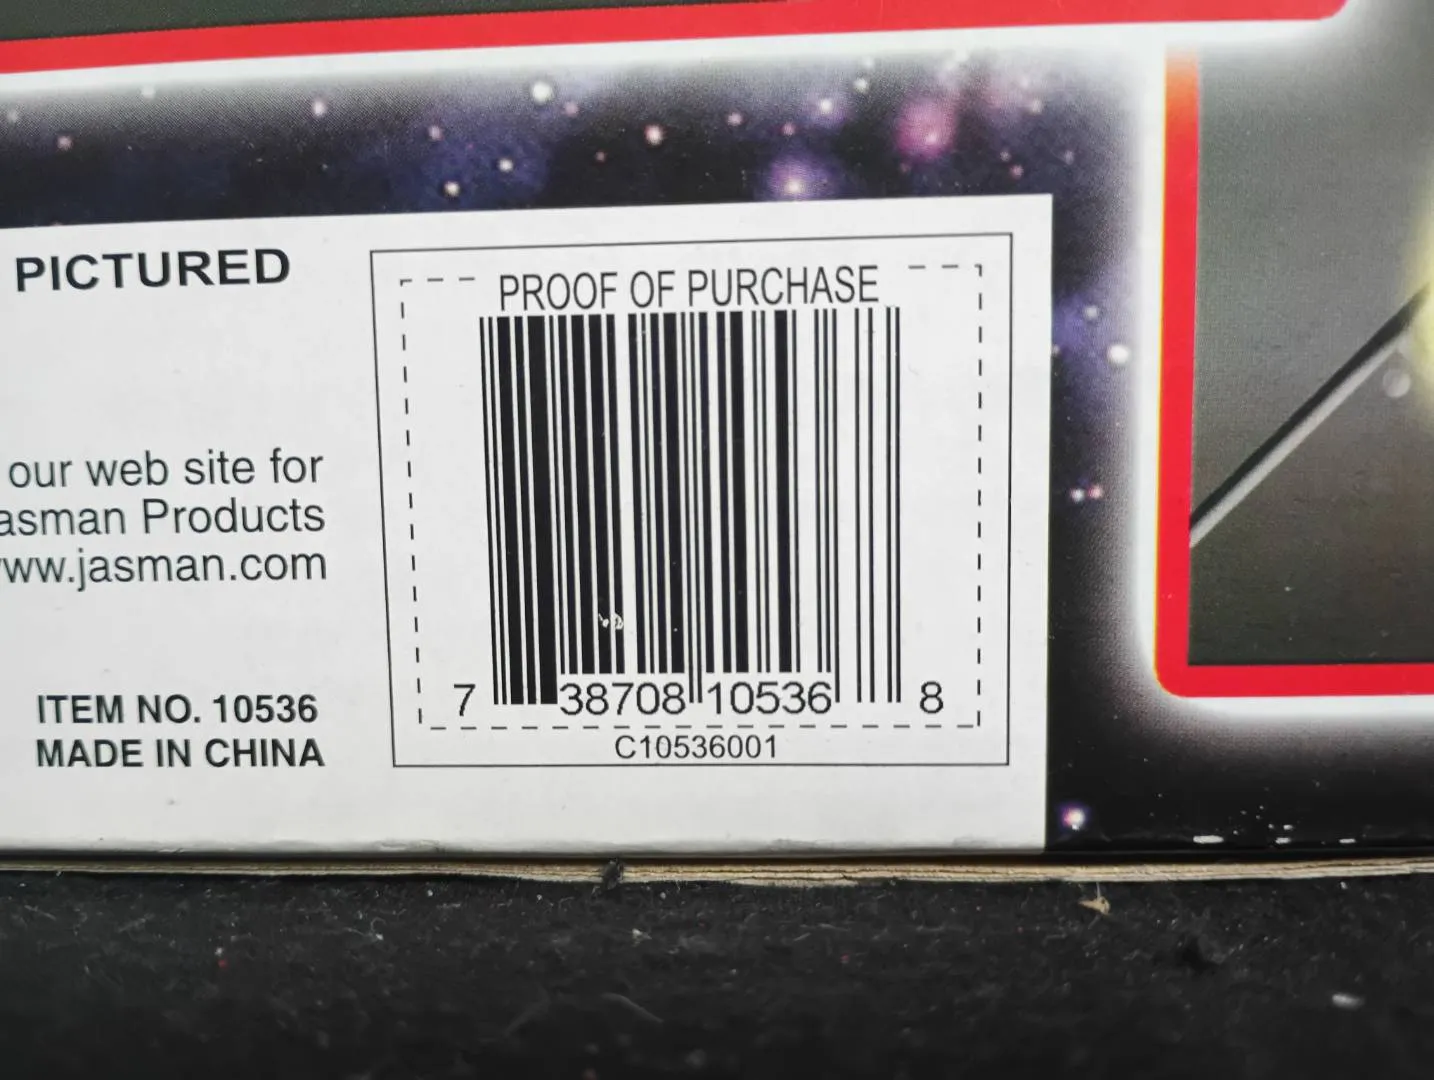 PICTURED
our web site for
asman Products
ww.jasman.com
ITEM NO. 10536
MADE IN CHINA
PROOF OF PURCHASE
7 38708 10536 8
C10536001